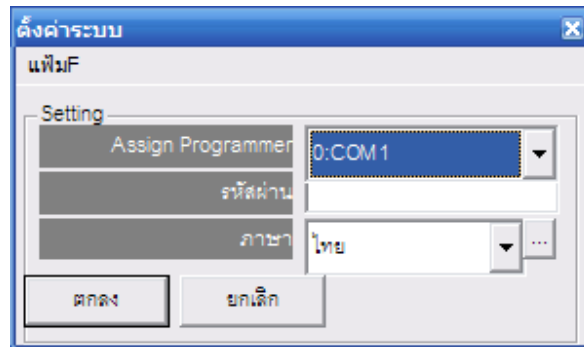 ตั้งค่าระบบ
แฟ้มF
Setting
Assign Programmer 0:COM1
รหัสผ่าน
ภาษา ไทย ...
ตกลง ยกเลิก